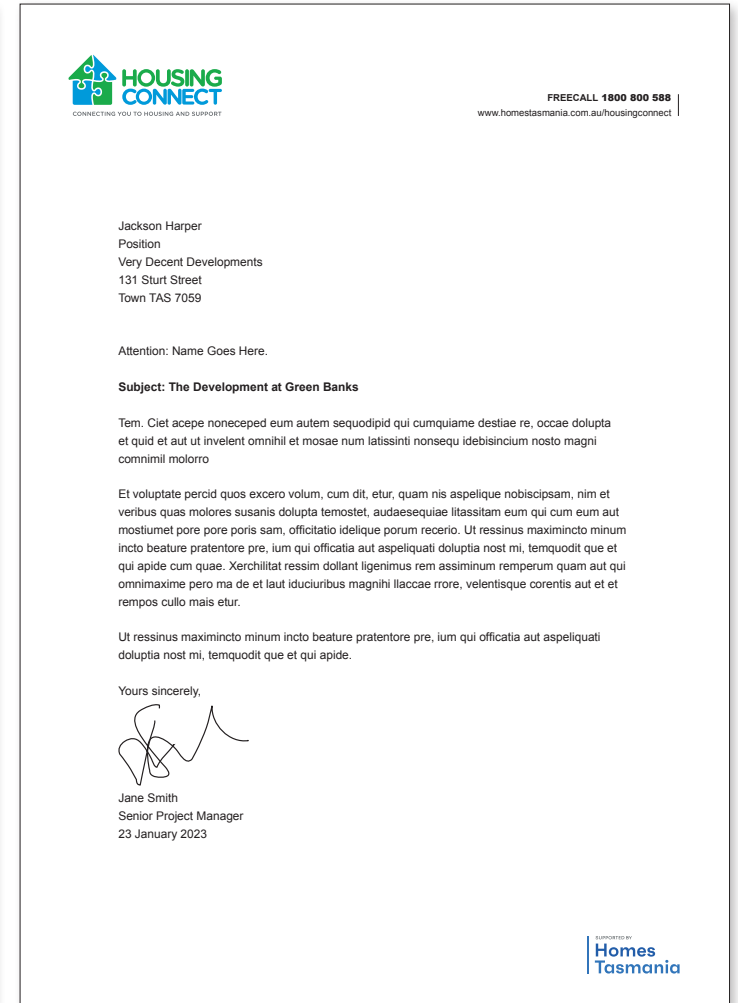 HOUSING
CONNECT
CONNECTING YOU TO HOUSING AND SUPPORT
FREECALL 1800 800 588
www.homestasmania.com.au/housingconnect
Jackson Harper
Position
Very Decent Developments
131 Sturt Street
Town TAS 7059
Attention: Name Goes Here.
Subject: The Development at Green Banks
Tem. Ciet acepe noneceped eum autem sequodipid qui cumquiame destiae re, occae dolupta
et quid et aut ut invelent omnihil et mosae num latissinti nonsequ idebisincium nosto magni
comnimil molorro
Et voluptate percid quos excero volum, cum dit, etur, quam nis aspelique nobiscipsam, nim et
veribus quas molores susanis dolupta temostet, audaesequiae litassitam eum qui cum eum aut
mostiumet pore pore poris sam, officitatio idelique porum recerio. Ut ressinus maximincto minum
incto beature pratentore pre, ium qui officatia aut aspeliquati doluptia nost mi, temquodit que et
qui apide cum quae. Xerchilitat ressim dollant ligenimus rem assiminum remperum quam aut qui
omnimaxime pero ma de et laut iduciuribus magnihi llaccae rrore, velentisque corentis aut et et
rempos cullo mais etur.
Ut ressinus maximincto minum incto beature pratentore pre, ium qui officatia aut aspeliquati
doluptia nost mi, temquodit que et qui apide.
Yours sincerely,
Jane Smith
Senior Project Manager
23 January 2023
SUPPORTED BY
Homes
Tasmania